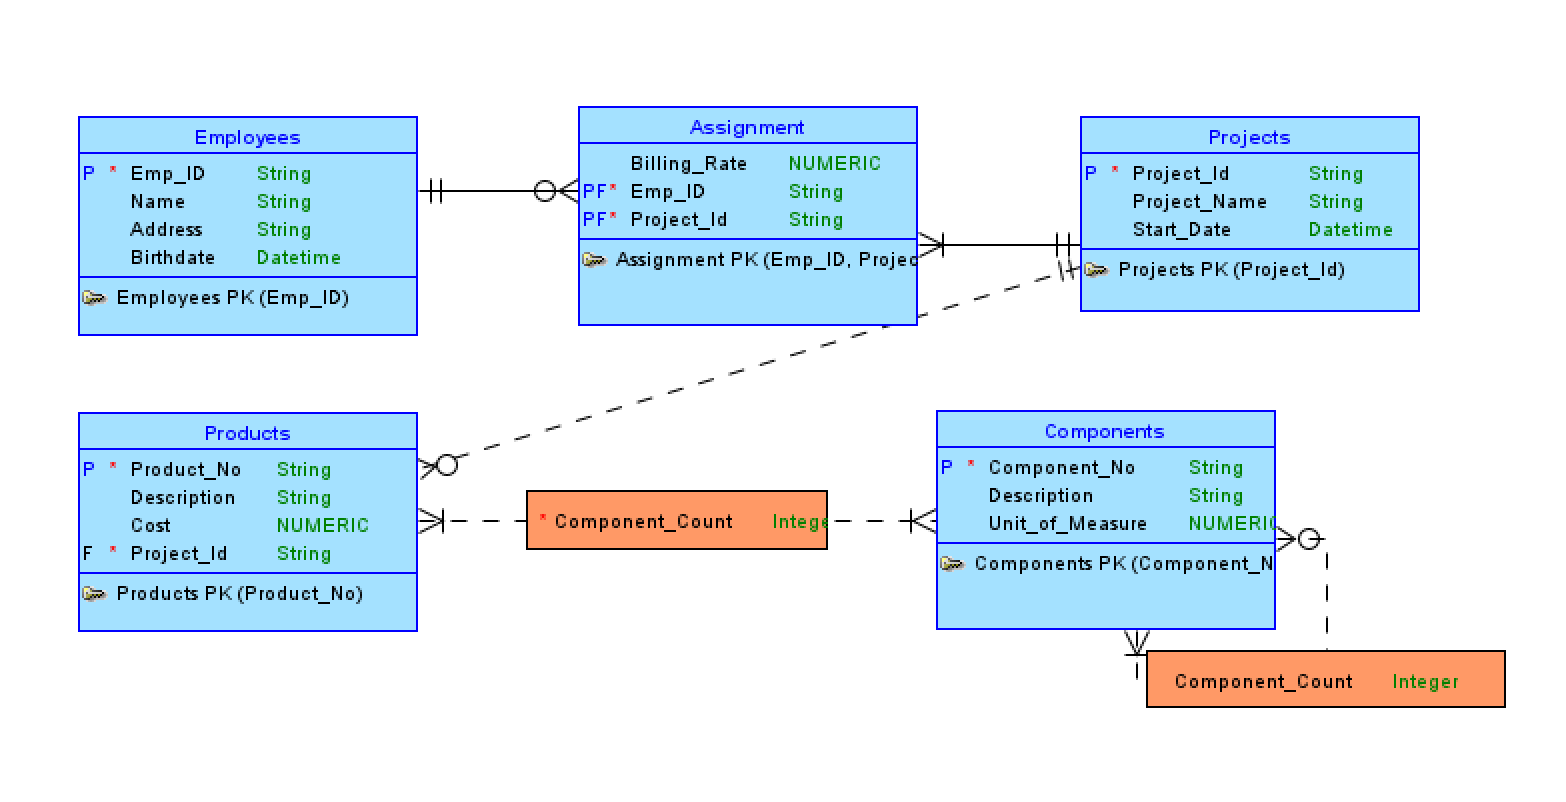 Employees
P * Emp_ID String
Name String
Address String
Birthdate Datetime
Employees PK (Emp_ID)
Assignment
Billing_Rate NUMERIC
PF* Emp_ID String
PF* Project_Id String
Assignment PK (Emp_ID, Projec
Projects
P * Project_Id String
Project_Name String
Start_Date Datetime
Projects PK (Project_Id)
Products
P * Product_No String
Description String
Cost NUMERIC
F * Project_Id String
Products PK (Product_No)
* Component_Count Intege
Components
P * Component_No String
Description String
Unit_of_Measure NUMERIC
Components PK (Component_N
Component_Count Integer